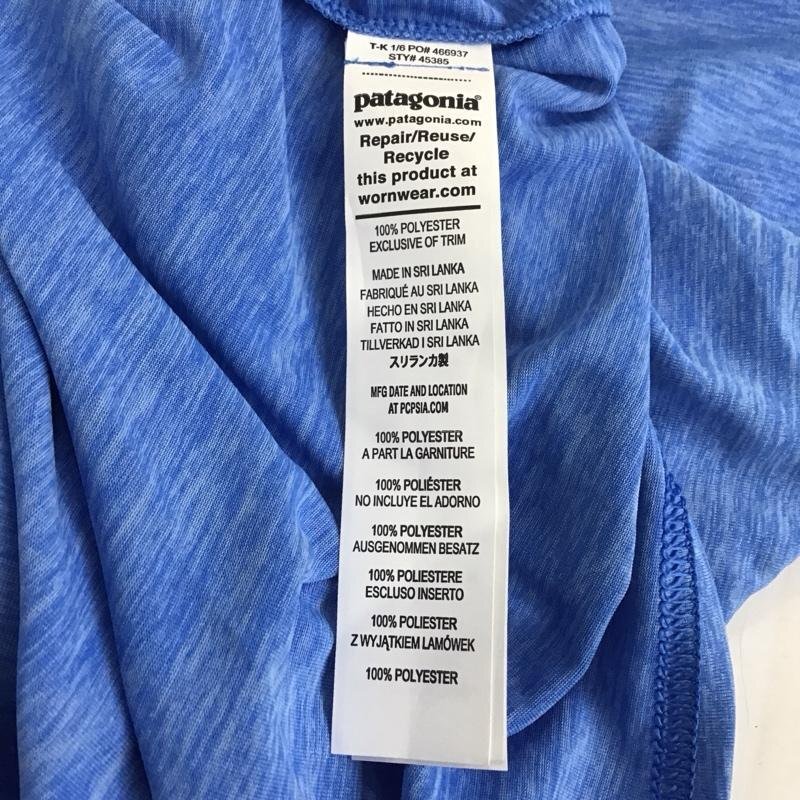 T-K 1/6 PO# 466937
STY# 45385
patagonia®
www.patagonia.com
Repair/Reuse/
Recycle
this product at
wornwear.com
100% POLYESTER
EXCLUSIVE OF TRIM
MADE IN SRI LANKA
FABRIQUÉ AU SRI LANKA
HECHO EN SRI LANKA
FATTO IN SRI LANKA
TILLVERKAD I SRI LANKA
スリランカ製
MFG DATE AND LOCATION
AT PCPSIA.COM
100% POLYESTER
A PART LA GARNITURE
100% POLIÉSTER
NO INCLUYE EL ADORNO
100% POLYESTER
AUSGENOMMEN BESATZ
100% POLIESTERE
ESCLUSO INSERTO
100% POLIESTER
Z WYJĄTKIEM LAMÓWEK
100% POLYESTER